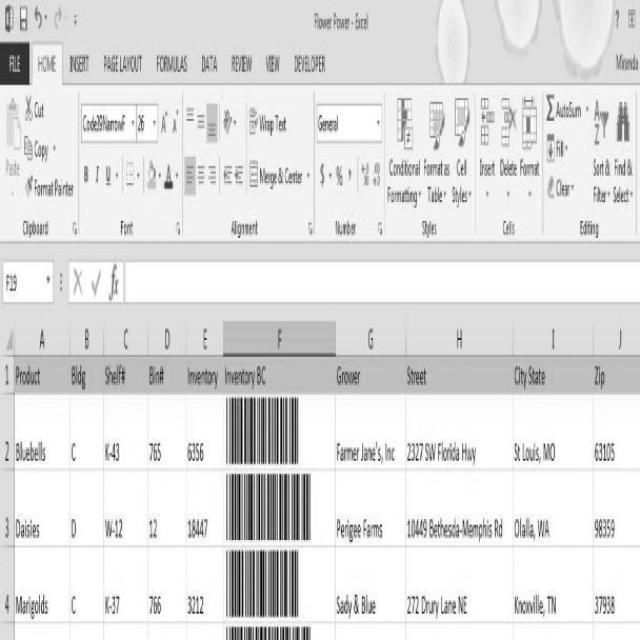 Flower Power - Excel
?
FILE HOME INSERT PAGE LAYOUT FORMULAS DATA REVIEW VIEW DEVELOPER Miranda
Cut
Copy
Format Painter
Paste
Clipboard
Code39NarrowF 26 A A
B I U A
Font
Wrap Text
Merge & Center
Alignment
General
$ %
Number
Conditional Formatting
Format as Table
Cell Styles
Styles
Insert Delete Format
Cells
AutoSum
Fill
Clear
Sort & Filter
Find & Select
Editing
F19 fx
A B C D E F G H I J
1 Product Bldg Shelf# Bin# Inventory Inventory BC Grower Street City State Zip
2 Bluebells C K-43 765 6356 Farmer Jane's, Inc 2327 SW Florida Hwy St Louis, MO 63105
3 Daisies D W-12 12 18447 Perigee Farms 10449 Bethesda-Memphis Rd Olalla, WA 98359
4 Marigolds C K-37 766 3212 Sady & Blue 272 Drury Lane NE Knoxville, TN 37938